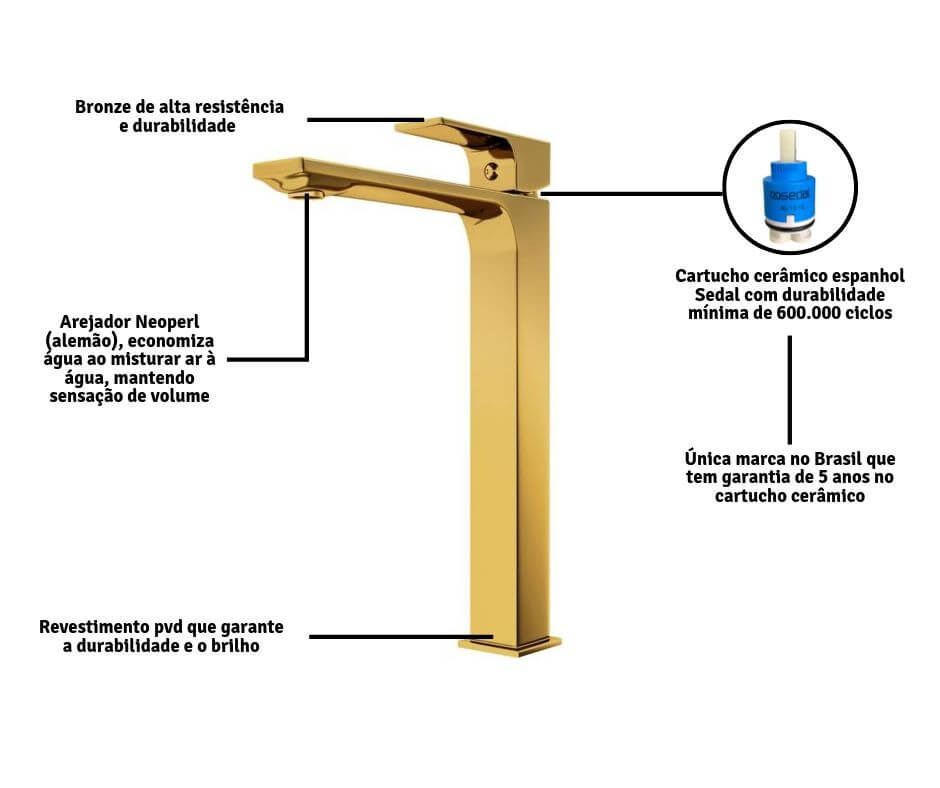 Bronze de alta resistência
e durabilidade
Arejador Neoperl
(alemão), economiza
água ao misturar ar à
água, mantendo
sensação de volume
Revestimento pvd que garante
a durabilidade e o brilho
sedal
Cartucho cerâmico espanhol
Sedal com durabilidade
mínima de 600.000 ciclos
Única marca no Brasil que
tem garantia de 5 anos no
cartucho cerâmico